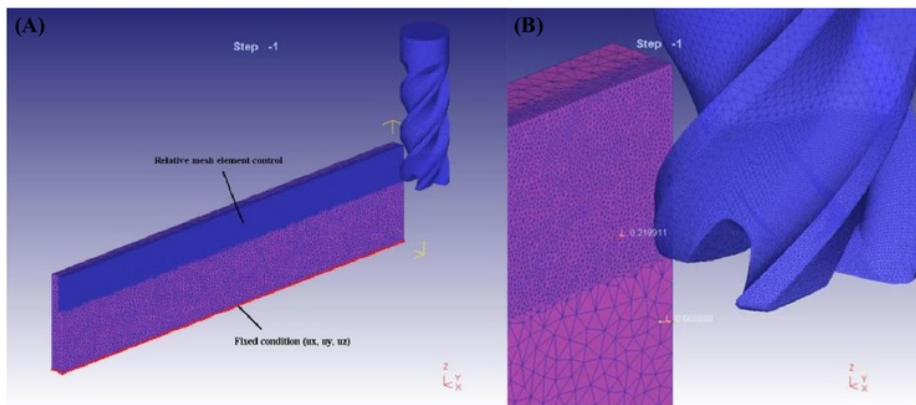 (A)
Step -1
Relative mesh element control
Fixed condition (ux, uy, uz)
Z
Y
X
(B)
Step -1
0.219911
Z
Y
X